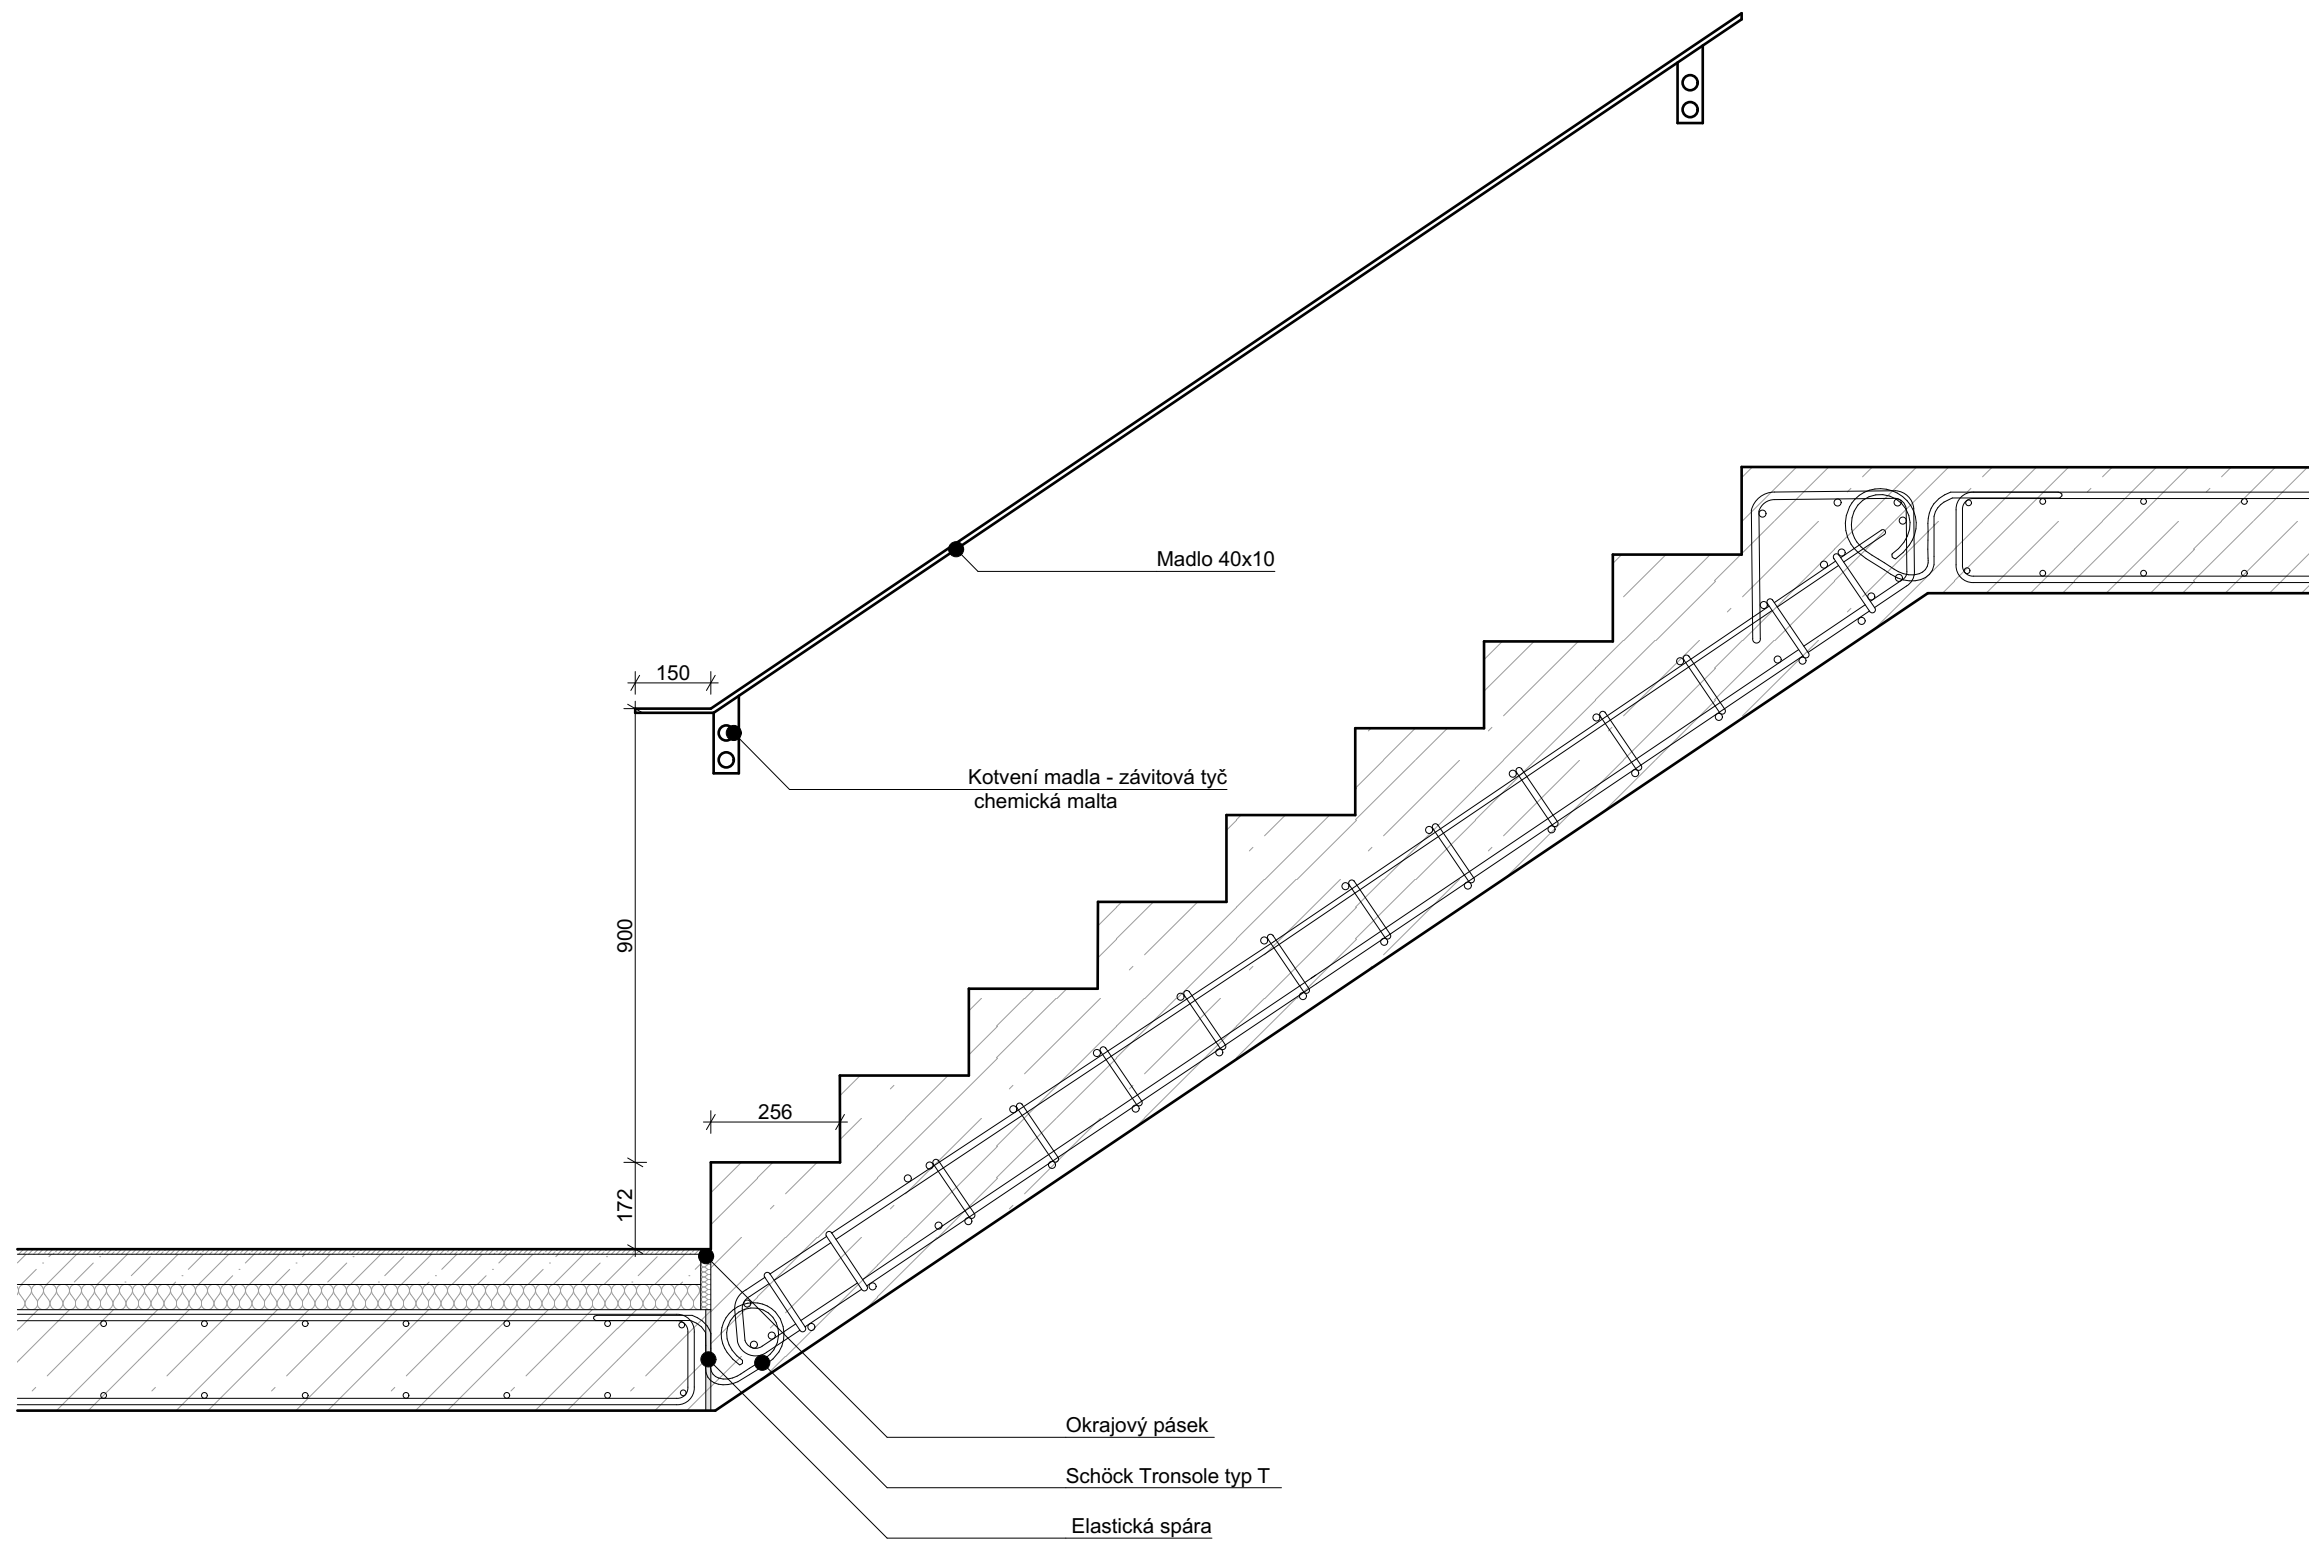 Madlo 40x10
150
Kotvení madla - závitová tyč
chemická malta
900
256
172
Okrajový pásek
Schöck Tronsole typ T
Elastická spára